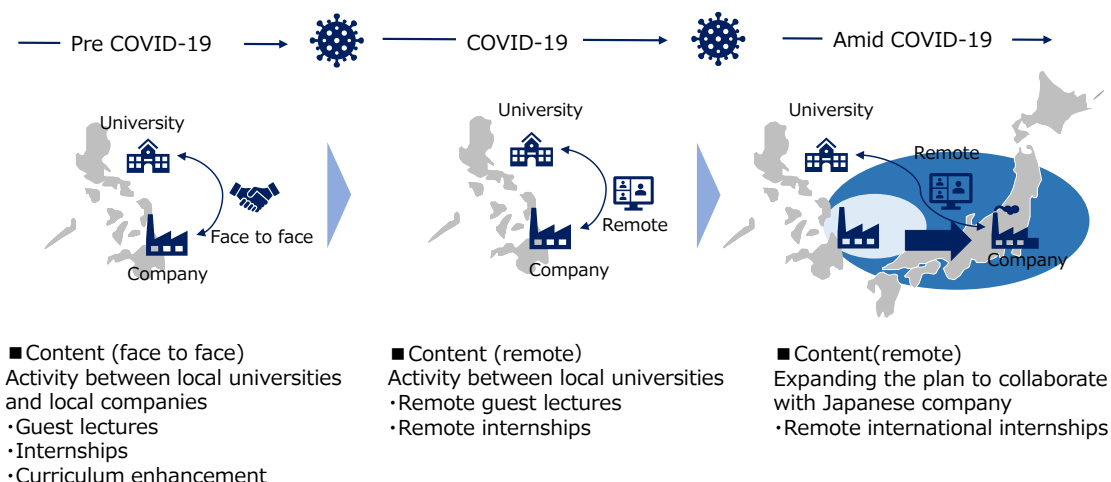 Pre COVID-19
COVID-19
Amid COVID-19
University
Face to face
Company
University
Remote
Company
University
Remote
Company
■Content (face to face)
Activity between local universities
and local companies
・Guest lectures
・Internships
・Curriculum enhancement
■Content (remote)
Activity between local universities
・Remote guest lectures
・Remote internships
■Content(remote)
Expanding the plan to collaborate
with Japanese company
・Remote international internships